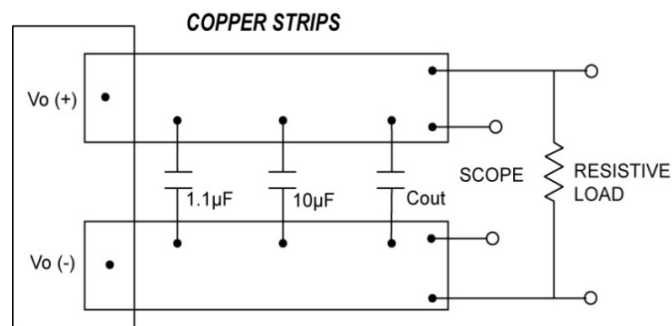 COPPER STRIPS
Vo (+)
1.1µF
10µF
Cout
SCOPE
RESISTIVE
LOAD
Vo (-)